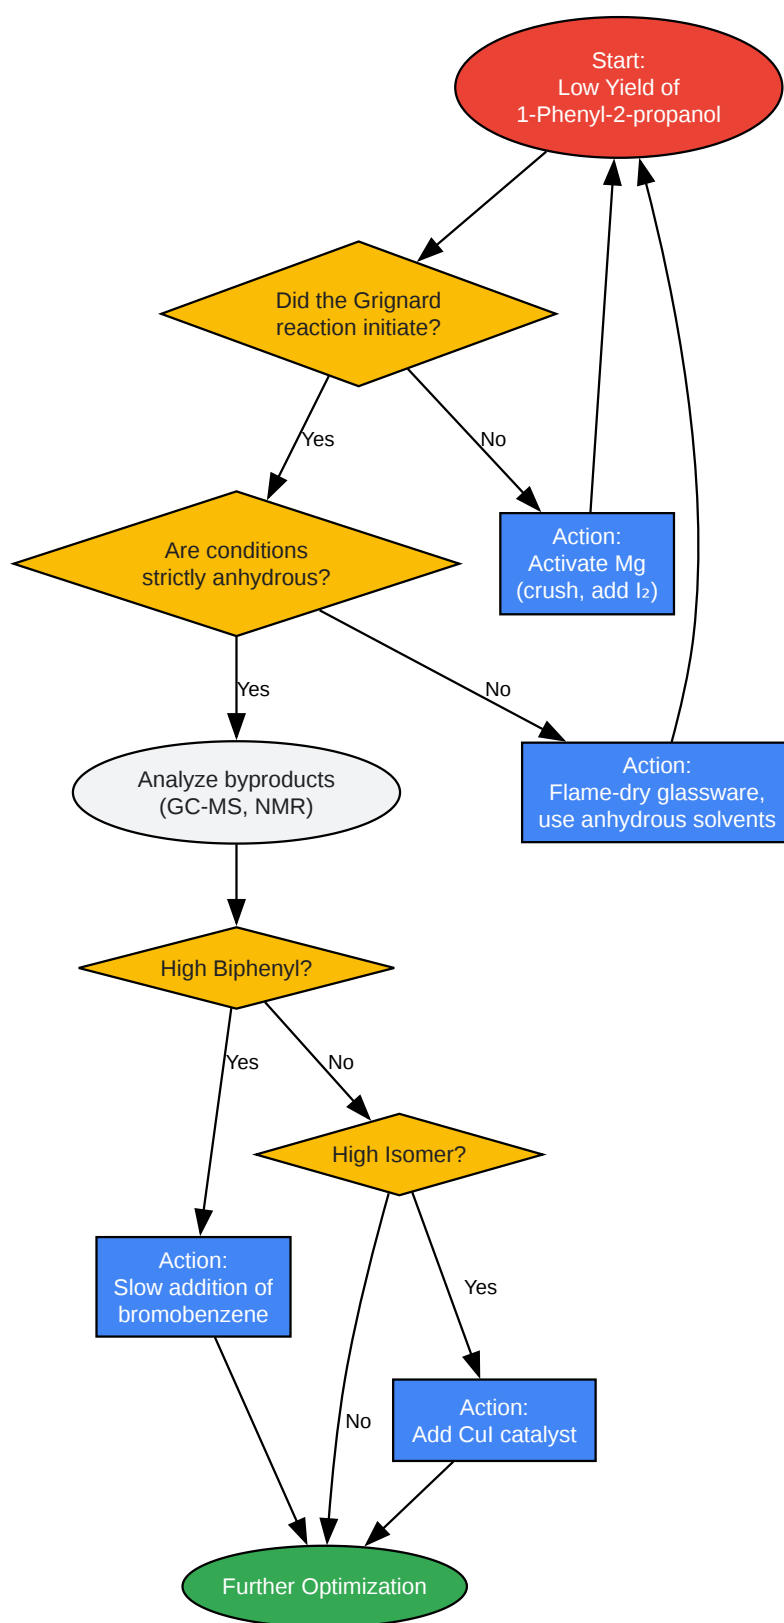 Start:
Low Yield of
1-Phenyl-2-propanol
Did the Grignard
reaction initiate?
Yes
No
Are conditions
strictly anhydrous?
Action:
Activate Mg
(crush, add I₂)
Yes
No
Analyze byproducts
(GC-MS, NMR)
Action:
Flame-dry glassware,
use anhydrous solvents
High Biphenyl?
Yes
No
High Isomer?
Action:
Slow addition of
bromobenzene
Yes
No
Action:
Add CuI catalyst
Further Optimization